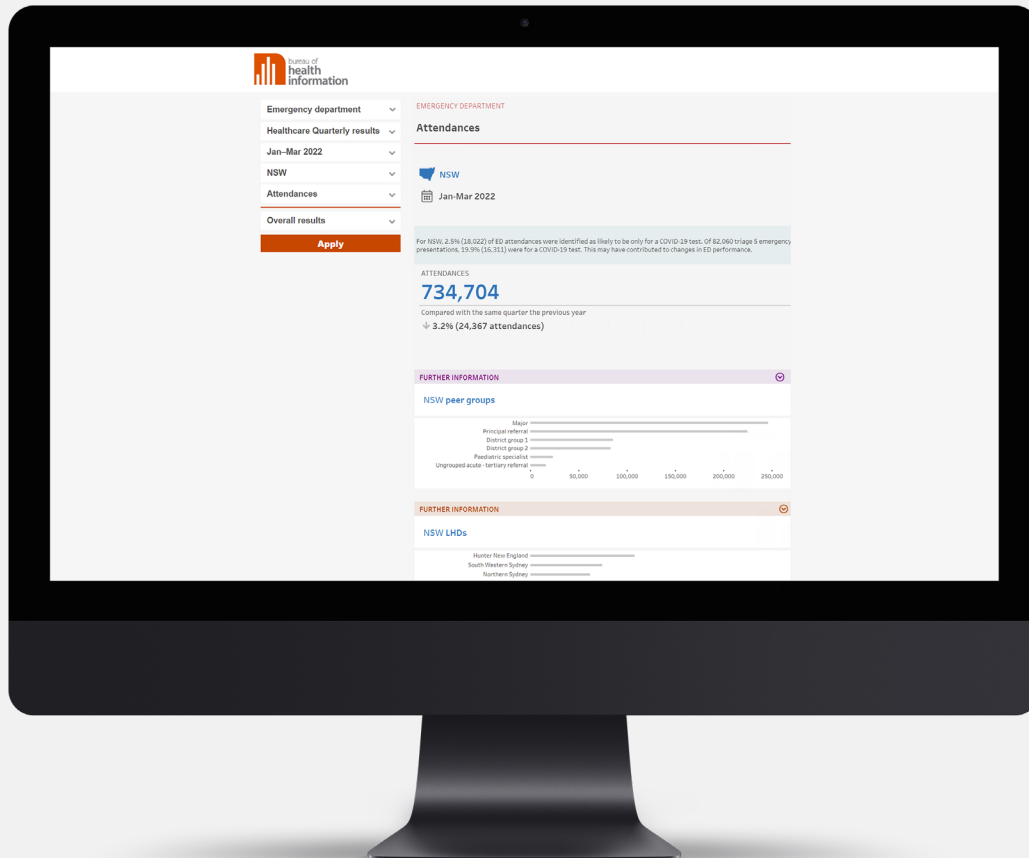 bureau of
health
information
Emergency department
Healthcare Quarterly results
Jan–Mar 2022
NSW
Attendances
Overall results
Apply
EMERGENCY DEPARTMENT
Attendances
NSW
Jan-Mar 2022
For NSW, 2.5% (18,022) of ED attendances were identified as likely to be only for a COVID-19 test. Of 82,060 triage 5 emergency
presentations, 19.9% (16,311) were for a COVID-19 test. This may have contributed to changes in ED performance.
ATTENDANCES
734,704
Compared with the same quarter the previous year
3.2% (24,367 attendances)
FURTHER INFORMATION
NSW peer groups
Major
Principal referral
District group 1
District group 2
Paediatric specialist
Ungrouped acute - tertiary referral
0 50,000 100,000 150,000 200,000 250,000
FURTHER INFORMATION
NSW LHDs
Hunter New England
South Western Sydney
Northern Sydney